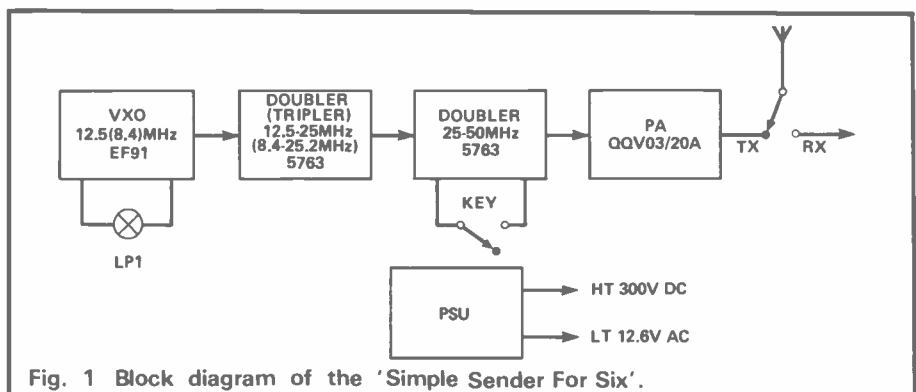 VXO
12.5(8,4)MHz
EF91
LP1
DOUBLER
(TRIPLER)
12,5-25MHz
(8.4-25.2MHz)
5763
DOUBLER
25-50MHz
5763
KEY
PA
QQV03/20A
TX
RX
PSU
HT 300V DC
LT 12.6V AC
Fig. 1 Block diagram of the 'Simple Sender For Six'.